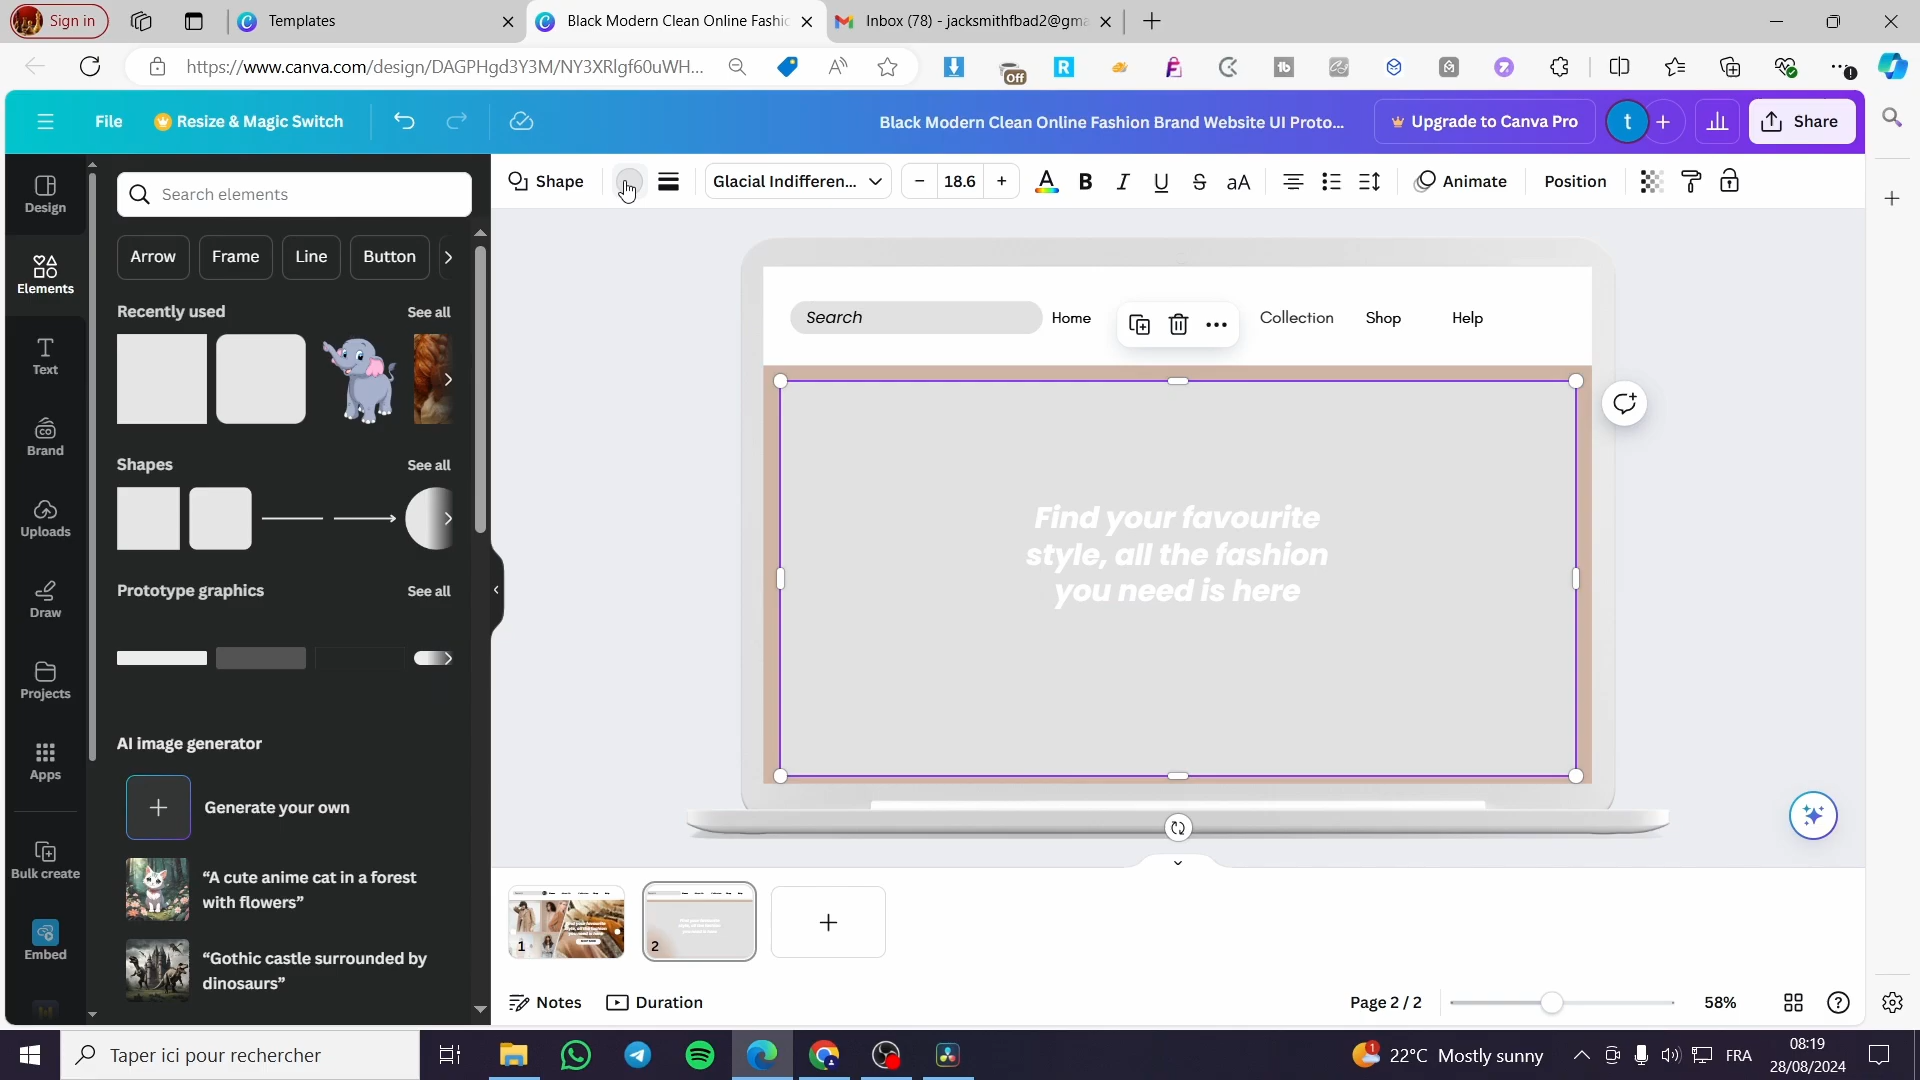 Sign in
Templates
Black Modern Clean Online Fashic
Inbox (78) - jacksmithfbad2@gma
https://www.canva.com/design/DAGPHgd3Y3M/NY3XRlgf60uWH...
Off
File
Resize & Magic Switch
Black Modern Clean Online Fashion Brand Website UI Proto...
Upgrade to Canva Pro
t
Share
Design
Elements
Text
Brand
Uploads
Draw
Projects
Apps
Bulk create
Embed
Search elements
Arrow
Frame
Line
Button
Recently used
See all
Shapes
See all
Prototype graphics
See all
AI image generator
Generate your own
“A cute anime cat in a forest
with flowers”
“Gothic castle surrounded by
dinosaurs”
Shape
Glacial Indifferen...
18.6
A B I U S aA
Animate
Position
Search
Home
Collection
Shop
Help
Find your favourite
style, all the fashion
you need is here
1
2
Notes
Duration
Page 2 / 2
58%
Taper ici pour rechercher
22°C Mostly sunny
FRA
08:19
28/08/2024